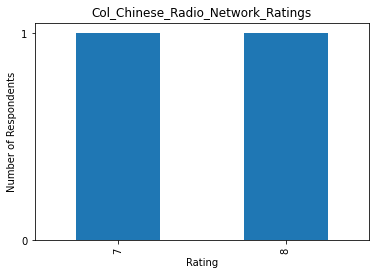 Col_Chinese_Radio_Network_Ratings
Number of Respondents
1
0
7
8
Rating